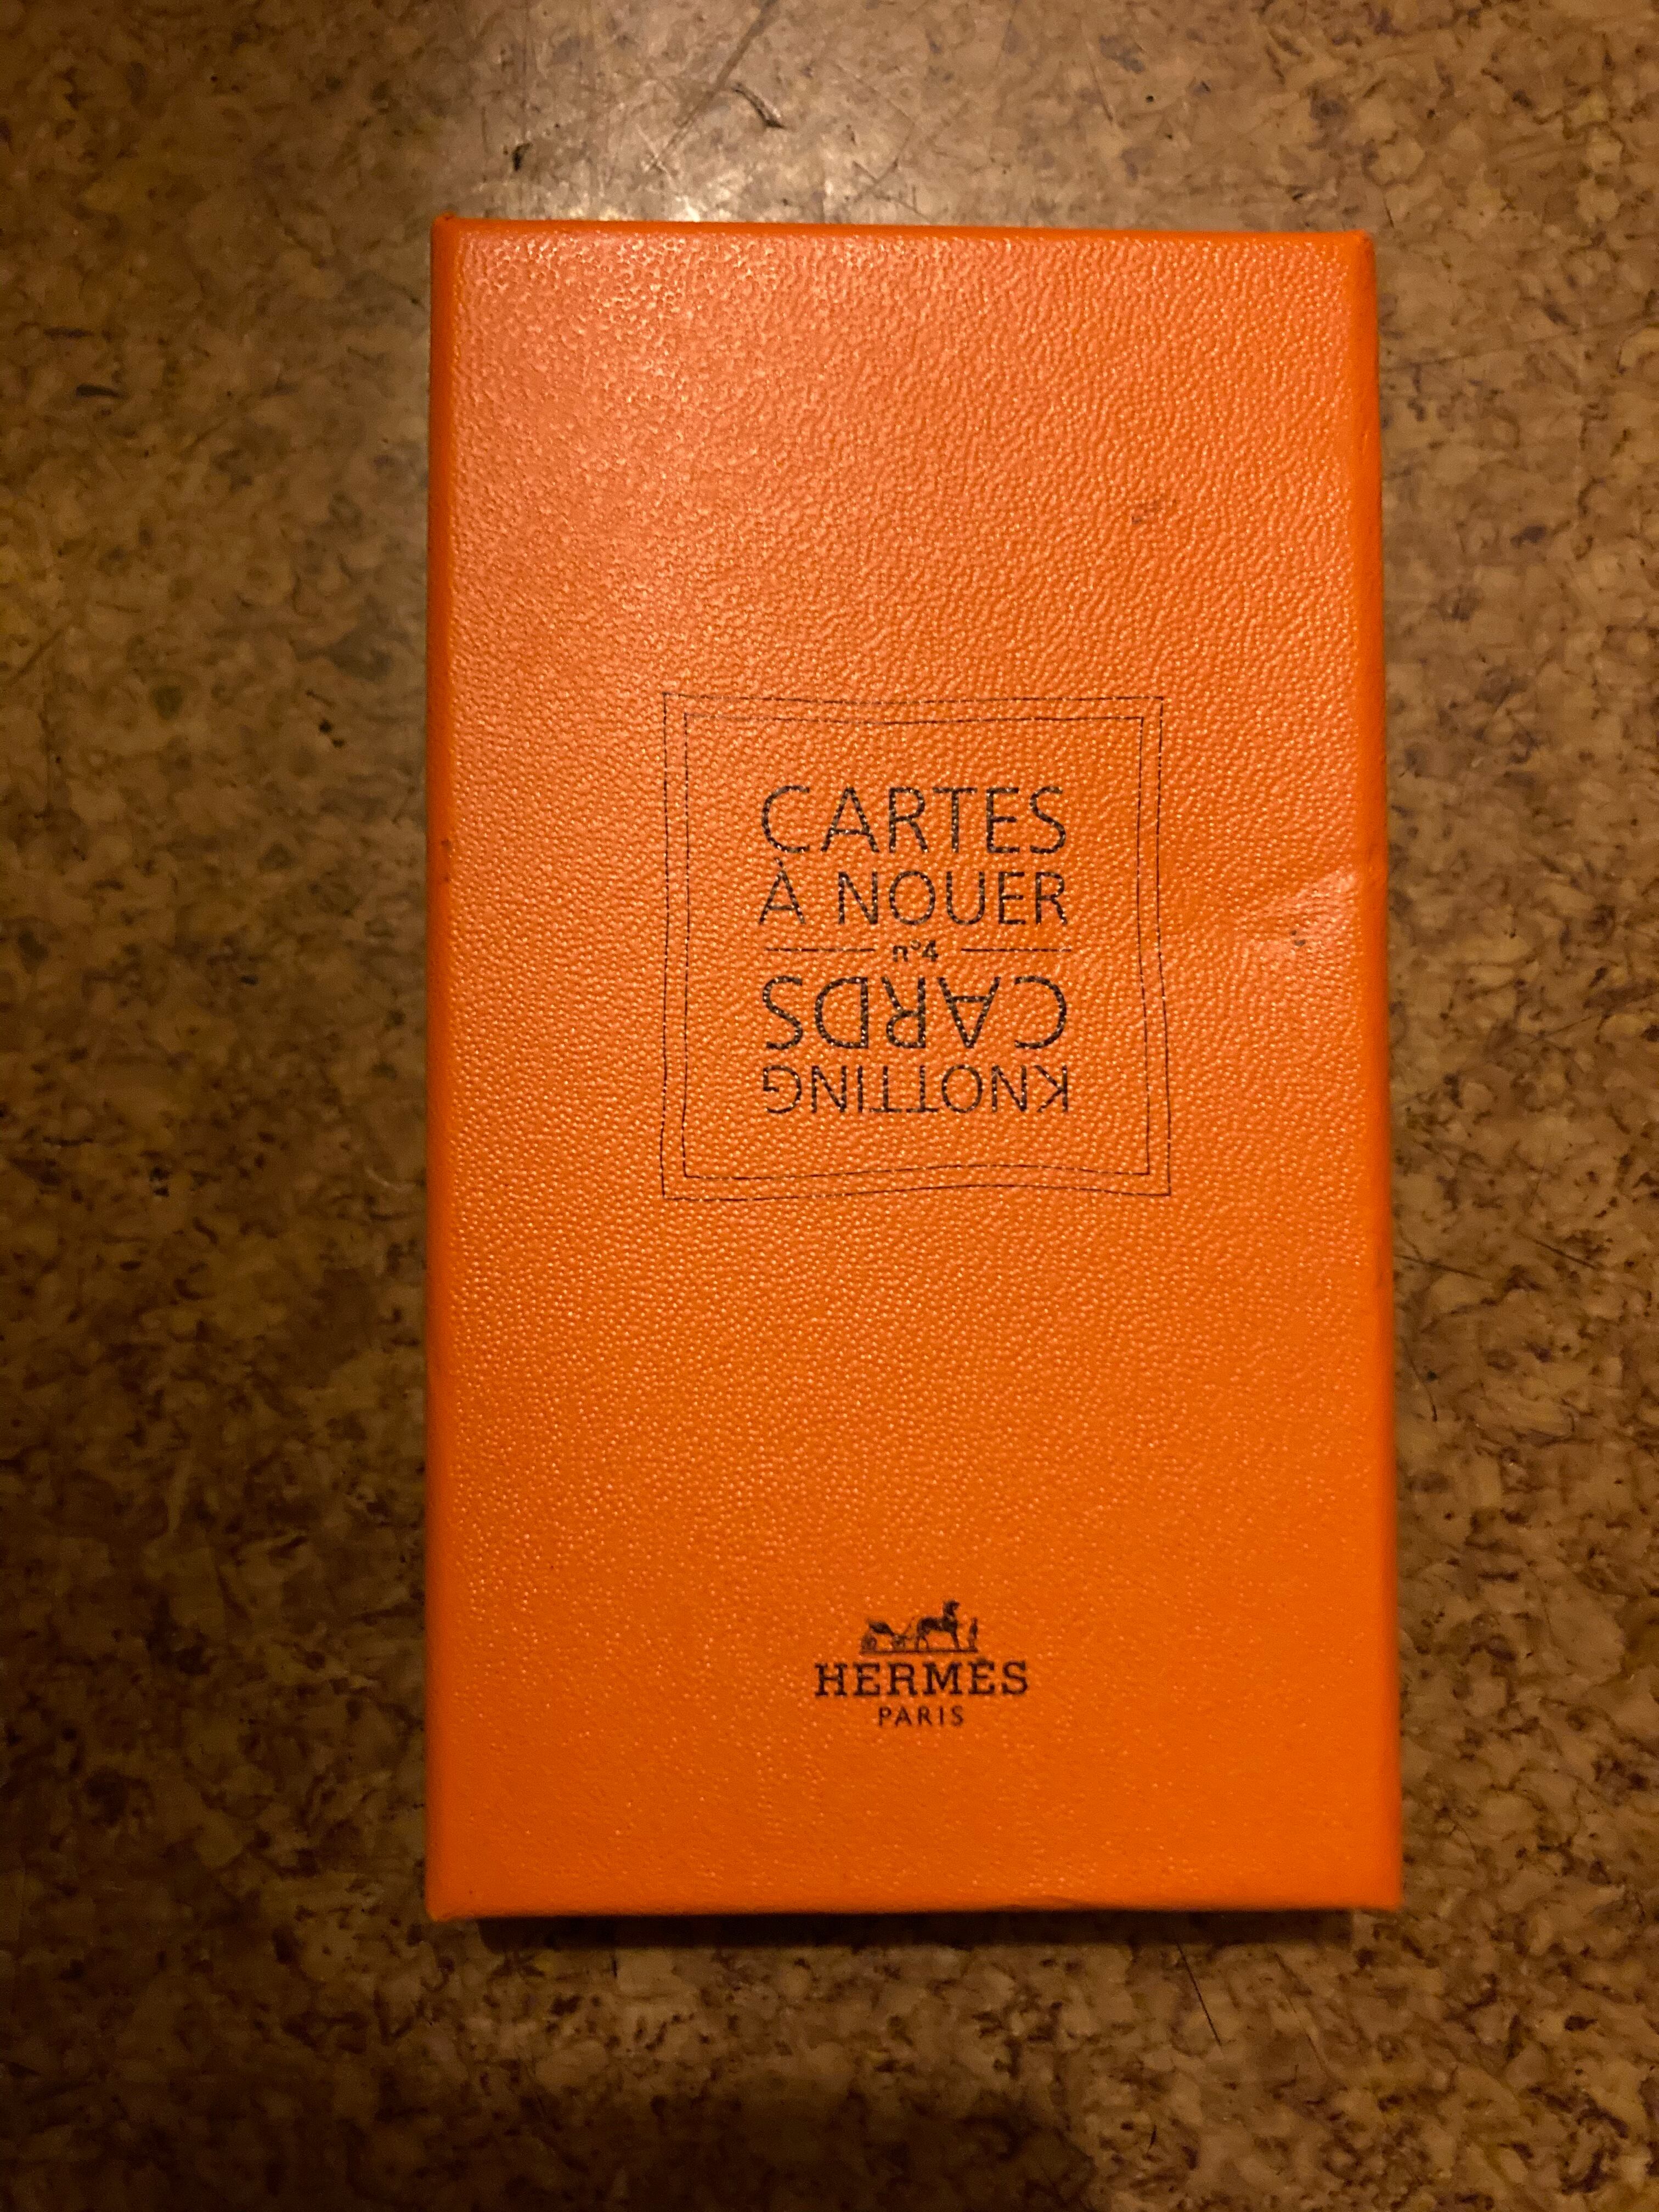 CARTES
À NOUER
n°4
KNOTTING
CARDS
HERMÈS
PARIS